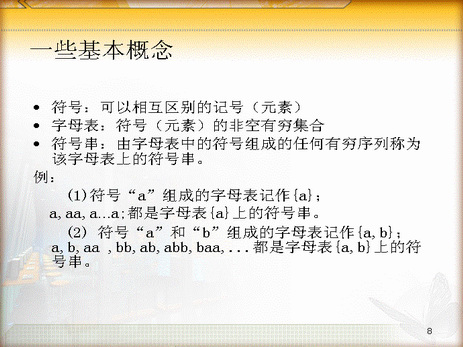 一些基本概念
• 符号：可以相互区别的记号（元素）
• 字母表：符号（元素）的非空有穷集合
• 符号串：由字母表中的符号组成的任何有穷序列称为
该字母表上的符号串。
例：
(1)符号“a”组成的字母表记作{a}；
a, aa, a…a;都是字母表{a}上的符号串。
(2) 符号“a”和“b”组成的字母表记作{a, b}；
a, b, aa , bb, ab, abb, baa, ...都是字母表{a, b}上的符
号串。
8